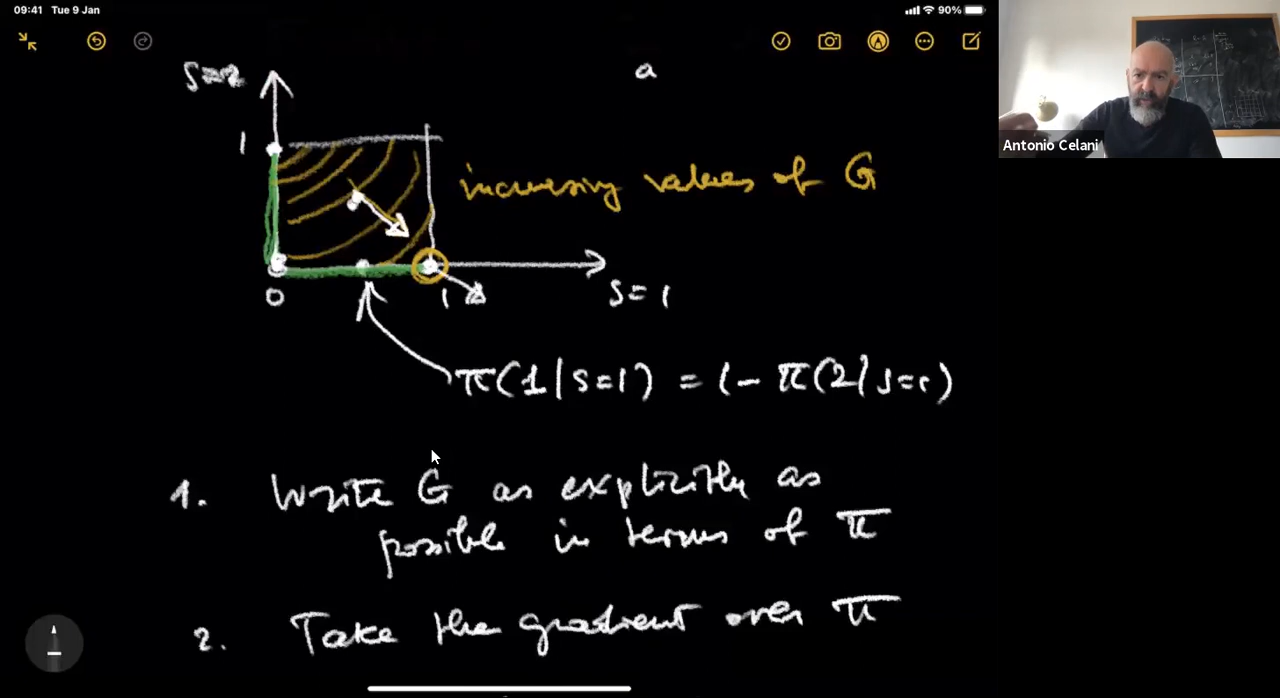 09:41 Tue 9 Jan
90%
S=2
a
1
increasing values of G
0
1
S=1
π(1|S=1) = 1- π(2|S=1)
1. Write G as explicitly as
possible in terms of π
2. Take the gradient over π
Antonio Celani